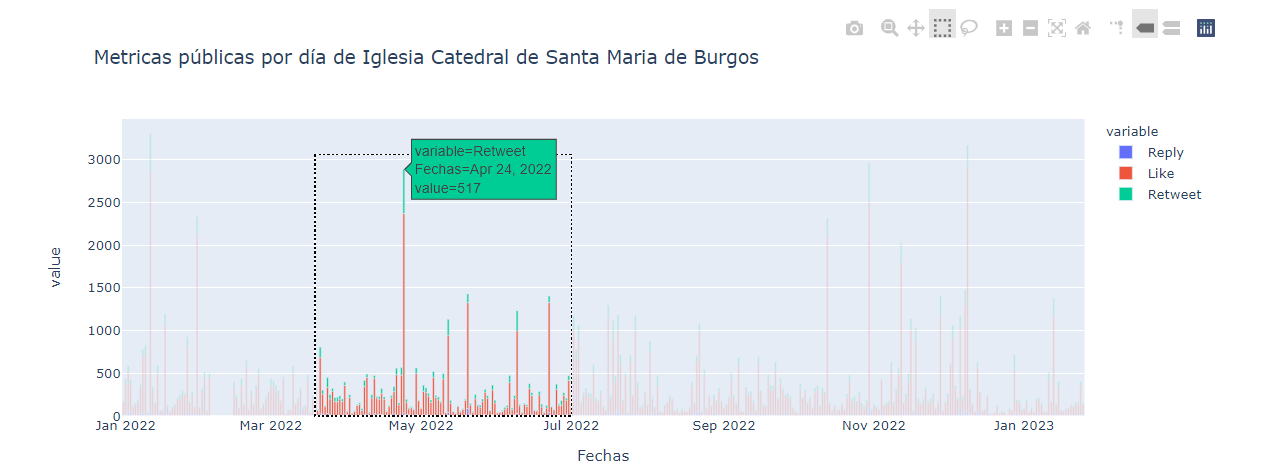 Metricas públicas por día de Iglesia Catedral de Santa Maria de Burgos
variable=Retweet
Fechas=Apr 24, 2022
value=517
variable
Reply
Like
Retweet
value
3000
2500
2000
1500
1000
500
0
Jan 2022
Mar 2022
May 2022
Jul 2022
Sep 2022
Nov 2022
Jan 2023
Fechas